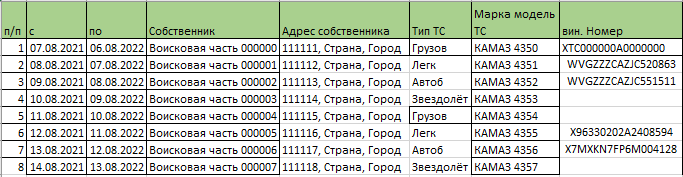 п/п с по Собственник Адрес собственника Тип ТС Марка модель ТС вин. Номер
1 07.08.2021 06.08.2022 Воисковая часть 000000 111111, Страна, Город Грузов КАМАЗ 4350 XTC000000A0000000
2 08.08.2021 07.08.2022 Воисковая часть 000001 111112, Страна, Город Легк КАМАЗ 4351 WVGZZZCAZJC520863
3 09.08.2021 08.08.2022 Воисковая часть 000002 111113, Страна, Город Автоб КАМАЗ 4352 WVGZZZCAZJC551511
4 10.08.2021 09.08.2022 Воисковая часть 000003 111114, Страна, Город Звездолёт КАМАЗ 4353
5 11.08.2021 10.08.2022 Воисковая часть 000004 111115, Страна, Город Грузов КАМАЗ 4354
6 12.08.2021 11.08.2022 Воисковая часть 000005 111116, Страна, Город Легк КАМАЗ 4355 X96330202A2408594
7 13.08.2021 12.08.2022 Воисковая часть 000006 111117, Страна, Город Автоб КАМАЗ 4356 X7MXKN7FP6M004128
8 14.08.2021 13.08.2022 Воисковая часть 000007 111118, Страна, Город Звездолёт КАМАЗ 4357